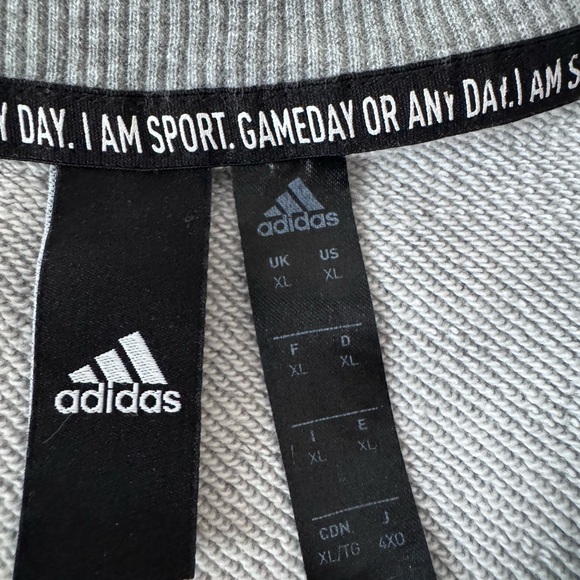 Y DAY. I AM SPORT. GAMEDAY OR ANY DAY. I AM S
adidas
adidas
UK US
XL XL
F D
XL XL
I E
XL XL
CDN. J
XL/TG 4XO